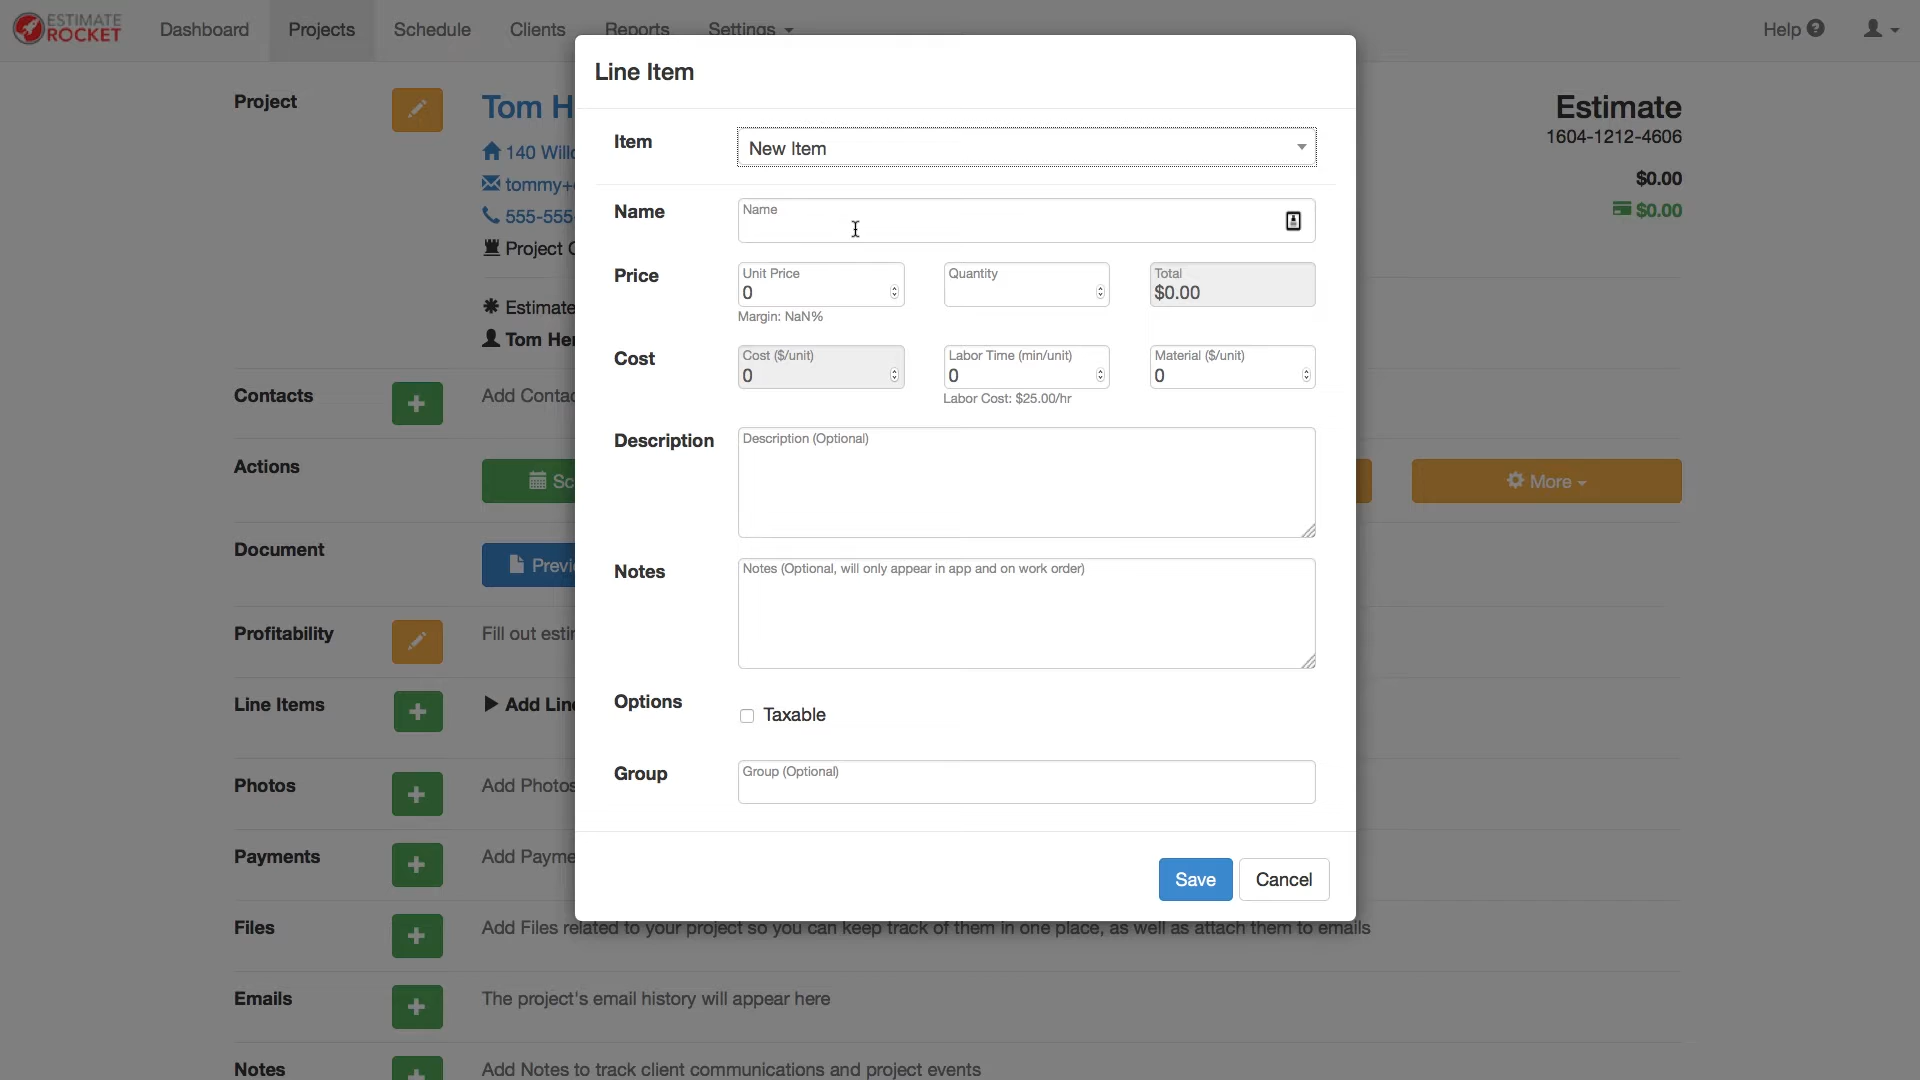 ESTIMATE
ROCKET
Dashboard
Projects
Schedule
Clients
Reports
Settings
Help
Project
Tom H
140 Willo
tommy+
555-555-
Project
Estimate
Tom Her
Estimate
1604-1212-4606
$0.00
$0.00
Contacts
Add Contac
Actions
Sc
More
Document
Previ
Profitability
Fill out estin
Line Items
Add Line
Photos
Add Photos
Payments
Add Payme
Files
Add Files related to your project so you can keep track of them in one place, as well as attach them to emails
Emails
The project's email history will appear here
Notes
Add Notes to track client communications and project events
Line Item
Item
New Item
Name
Name
Price
Unit Price
0
Margin: NaN%
Quantity
Total
$0.00
Cost
Cost ($/unit)
0
Labor Time (min/unit)
0
Labor Cost: $25.00/hr
Material ($/unit)
0
Description
Description (Optional)
Notes
Notes (Optional, will only appear in app and on work order)
Options
Taxable
Group
Group (Optional)
Save
Cancel